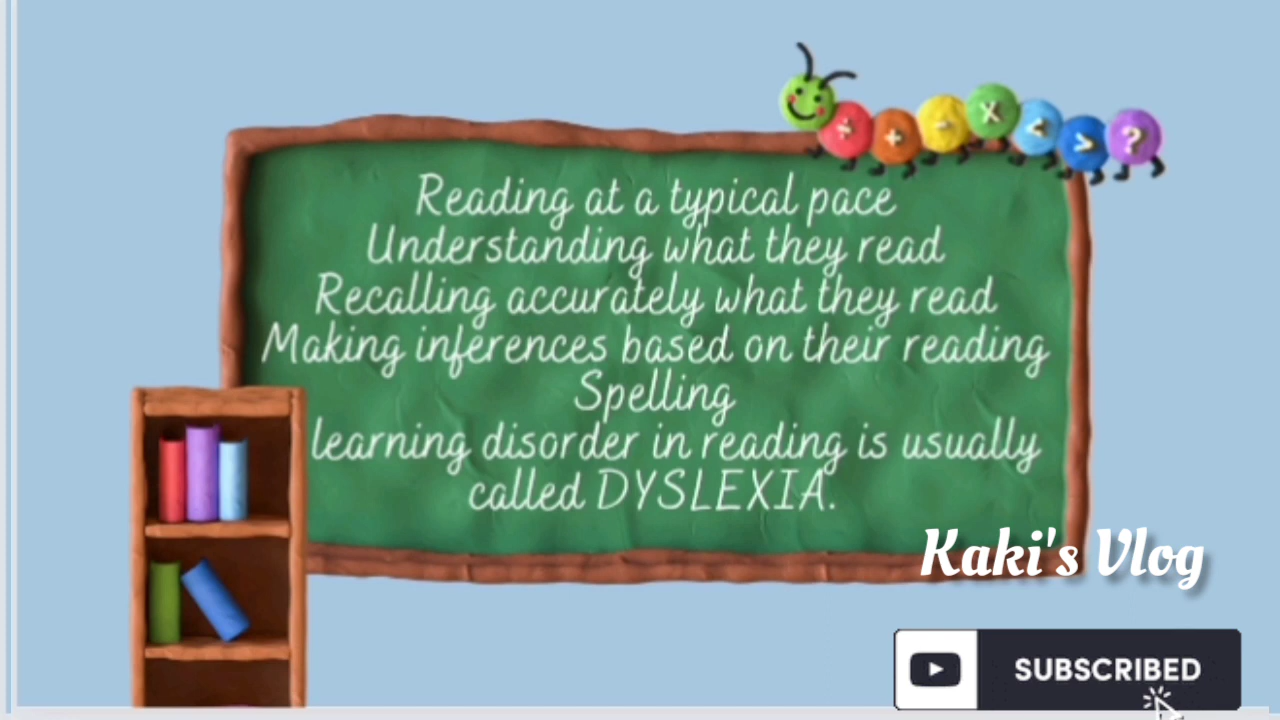 Reading at a typical pace
Understanding what they read
Recalling accurately what they read
Making inferences based on their reading
Spelling
learning disorder in reading is usually
called DYSLEXIA.
Kaki's Vlog
SUBSCRIBED